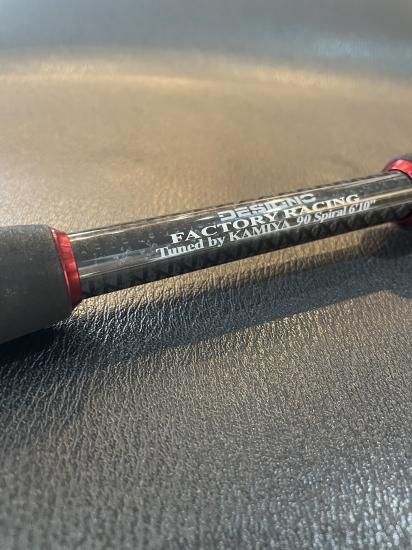 DESIGNO
FACTORY RACING
Tuned by KAMIYA 90 Spiral 6'10"